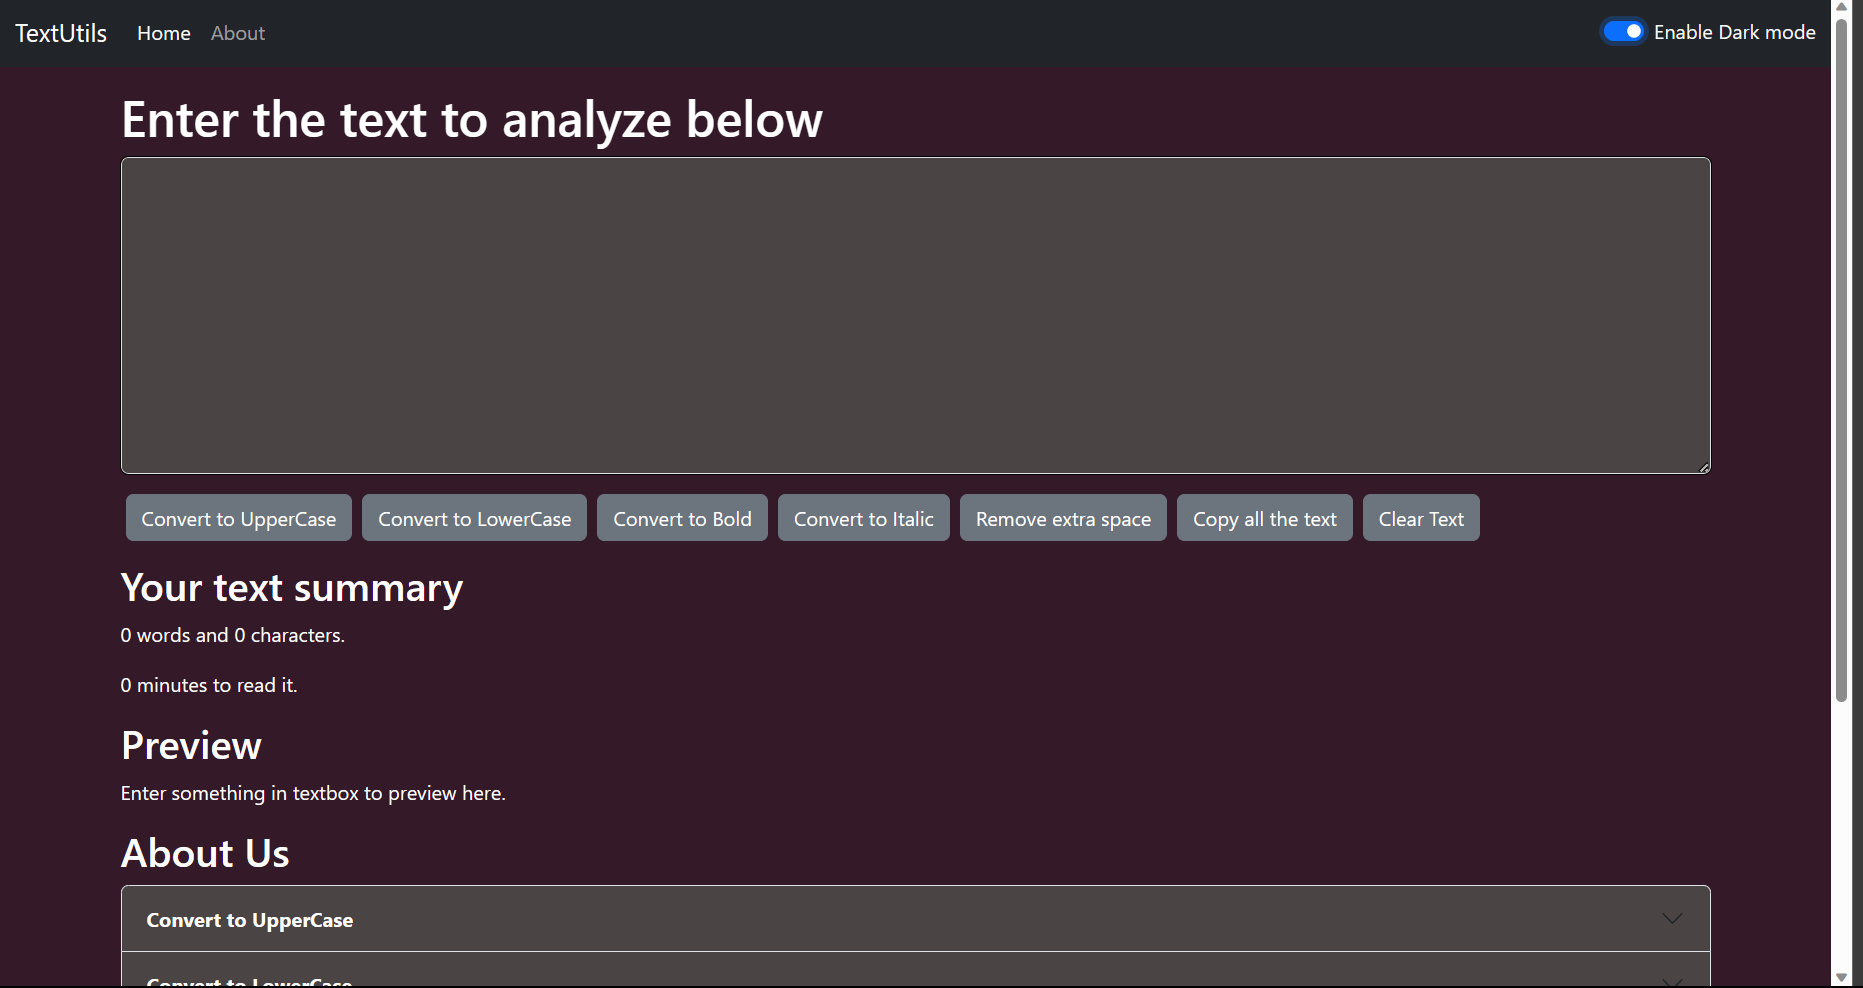 TextUtils Home About Enable Dark mode
Enter the text to analyze below
Convert to UpperCase Convert to LowerCase Convert to Bold Convert to Italic Remove extra space Copy all the text Clear Text
Your text summary
0 words and 0 characters.
0 minutes to read it.
Preview
Enter something in textbox to preview here.
About Us
Convert to UpperCase
Convert to LowerCase